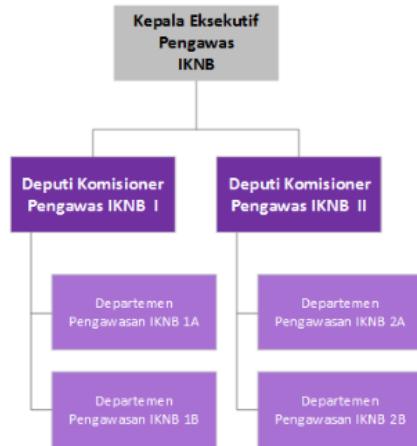 Kepala Eksekutif
Pengawas
IKNB
Deputi Komisioner
Pengawas IKNB I
Deputi Komisioner
Pengawas IKNB II
Departemen
Pengawasan IKNB 1A
Departemen
Pengawasan IKNB 2A
Departemen
Pengawasan IKNB 1B
Departemen
Pengawasan IKNB 2B